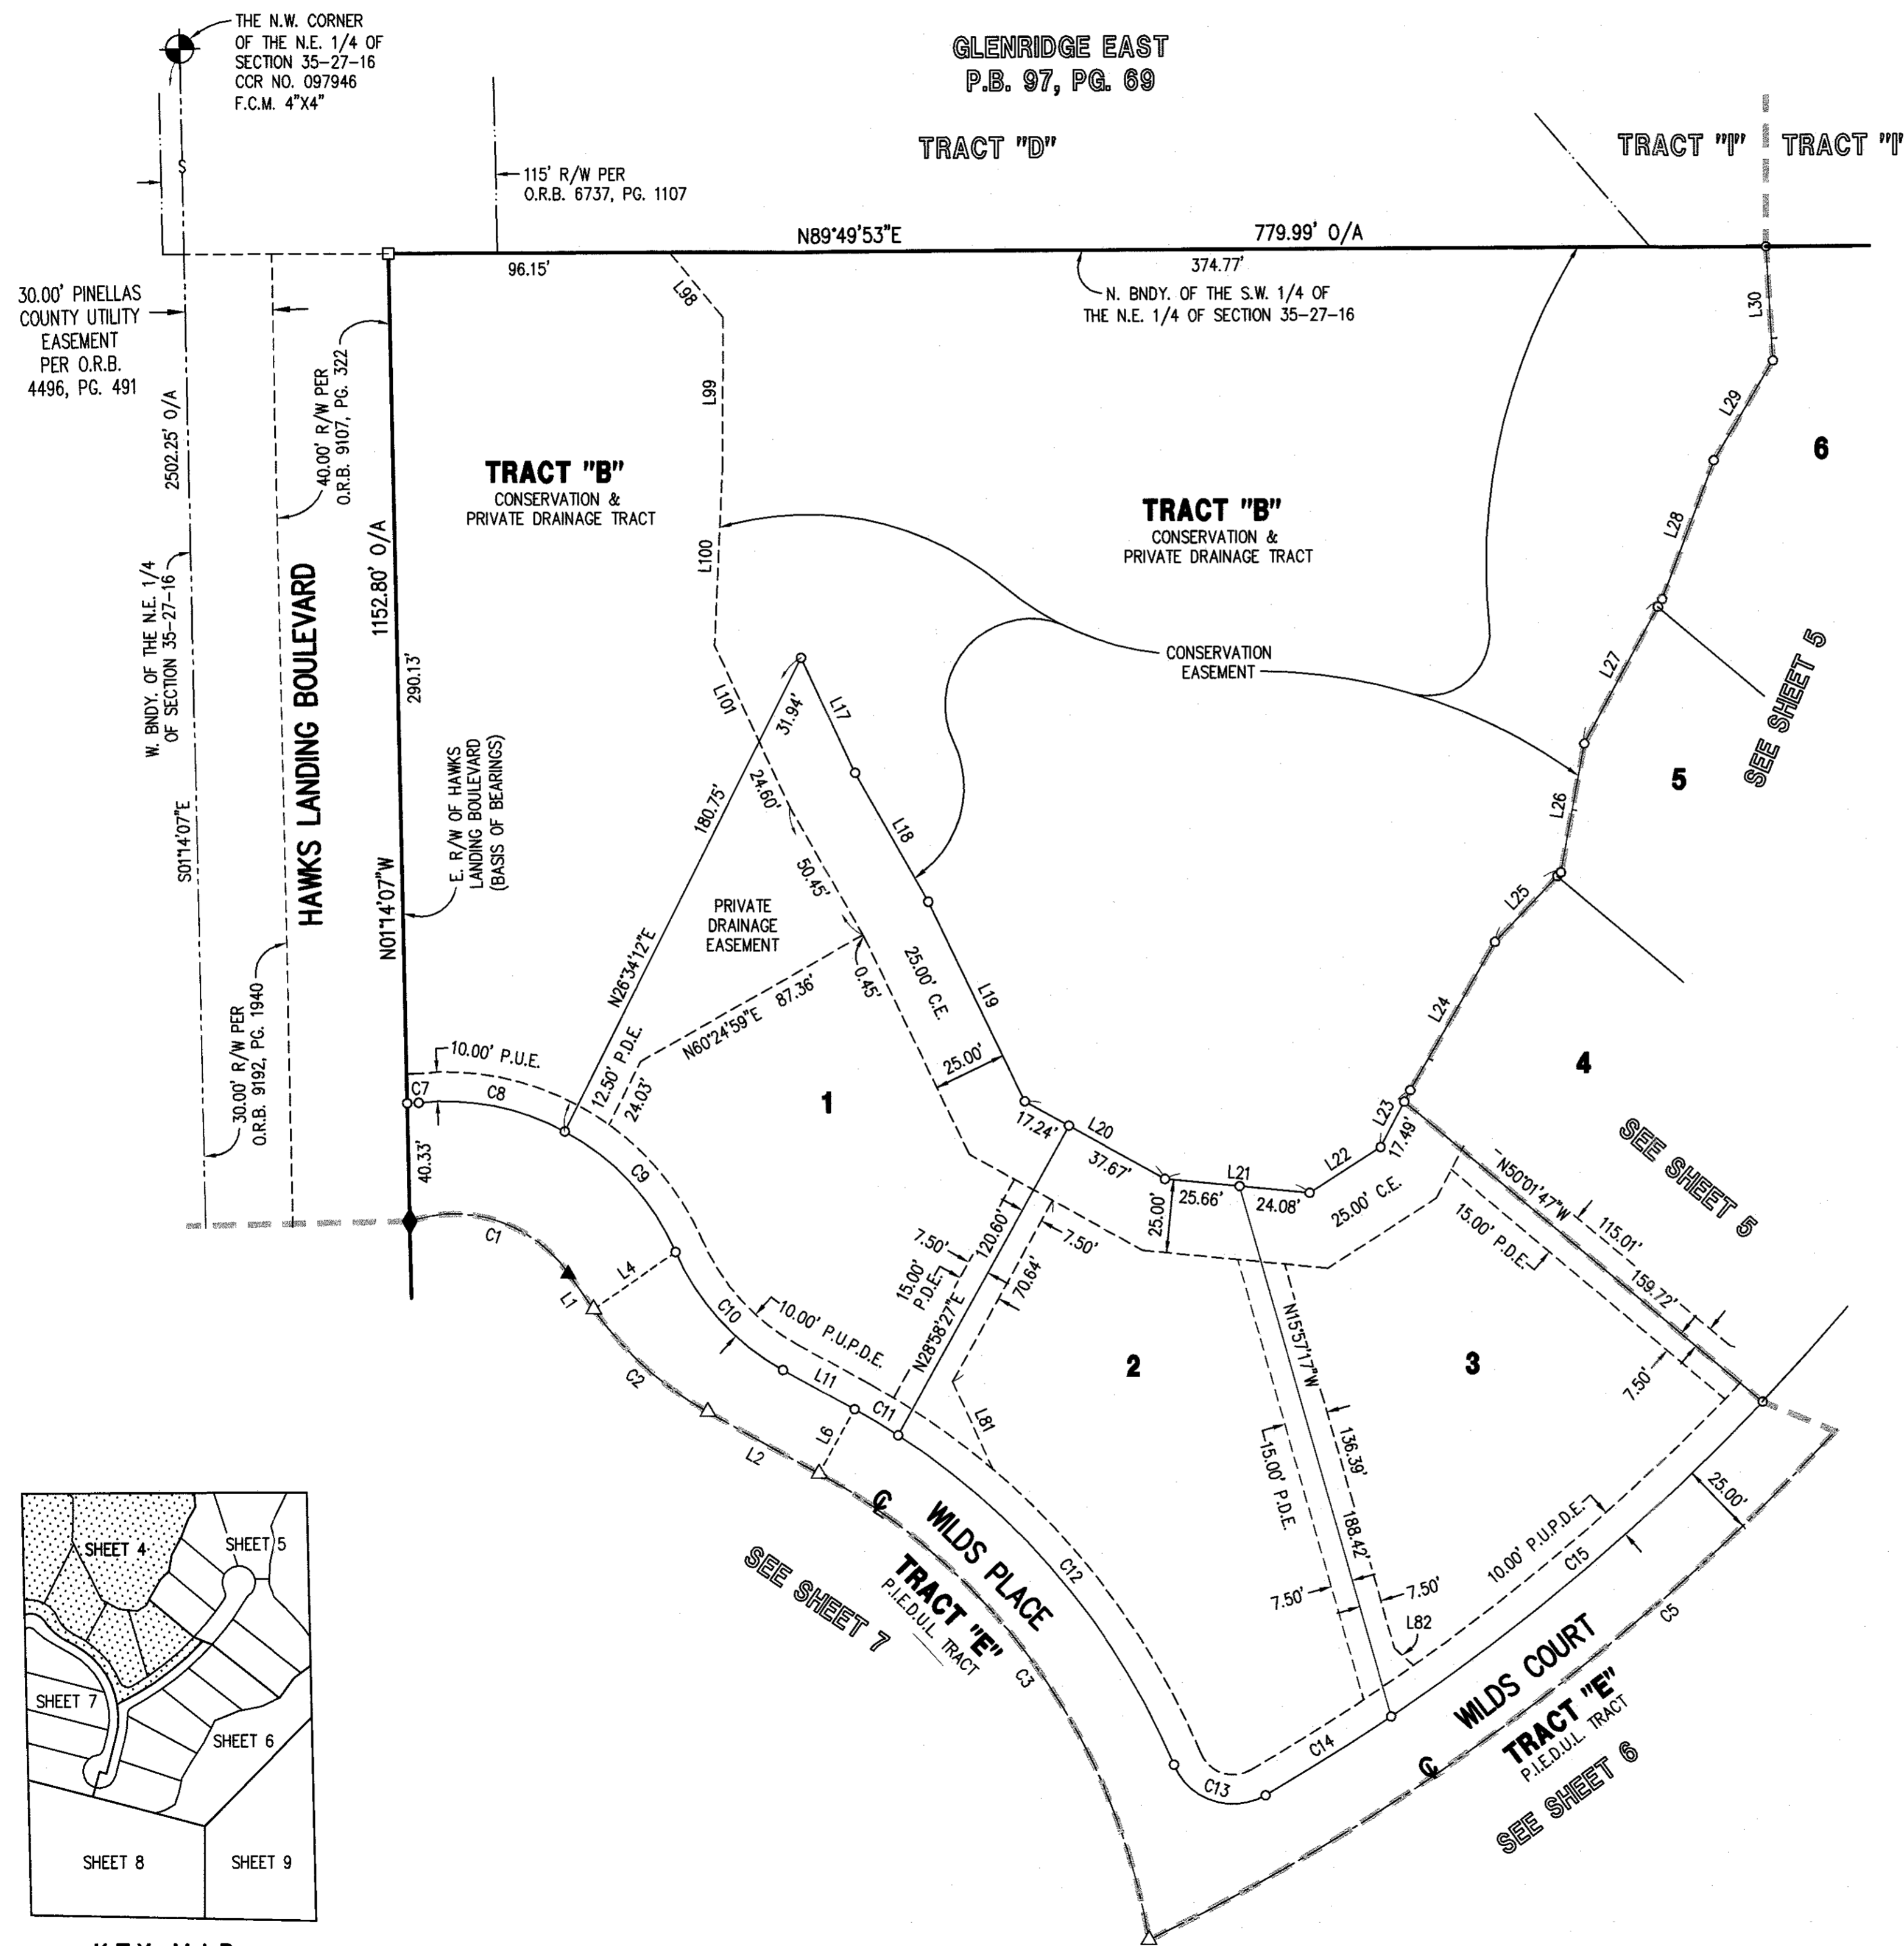 THE N.W. CORNER
OF THE N.E. 1/4 OF
SECTION 35-27-16
CCR NO. 097946
F.C.M. 4"X4"
GLENRIDGE EAST
P.B. 97, PG. 69
TRACT "D"
TRACT "I"
TRACT "I"
S
115' R/W PER
O.R.B. 6737, PG. 1107
N89°49'53"E
779.99' O/A
96.15'
374.77'
N. BNDY. OF THE S.W. 1/4 OF
THE N.E. 1/4 OF SECTION 35-27-16
30.00' PINELLAS
COUNTY UTILITY
EASEMENT
PER O.R.B.
4496, PG. 491
2502.25' O/A
W. BNDY. OF THE N.E. 1/4
OF SECTION 35-27-16
S01°14'07"E
30.00' R/W PER
O.R.B. 9192, PG. 1940
40.00' R/W PER
O.R.B. 9107, PG. 322
HAWKS LANDING BOULEVARD
1152.80' O/A
290.13'
N01°14'07"W
E. R/W OF HAWKS
LANDING BOULEVARD
(BASIS OF BEARINGS)
40.33'
L98
L99
L100
L101
TRACT "B"
CONSERVATION &
PRIVATE DRAINAGE TRACT
TRACT "B"
CONSERVATION &
PRIVATE DRAINAGE TRACT
CONSERVATION
EASEMENT
L30
L29
L28
L27
L26
L25
L24
L23
L22
L21
L20
L19
L18
L17
6
5
4
SEE SHEET 5
SEE SHEET 5
31.94'
24.60'
180.75'
50.45'
N26°34'12"E
PRIVATE
DRAINAGE
EASEMENT
0.45'
25.00' C.E.
N60°24'59"E
87.36'
12.50' P.D.E.
24.03'
25.00'
10.00' P.U.E.
C7
C8
C9
C10
C1
L1
L4
C2
L2
L6
L11
C11
10.00' P.U.P.D.E.
1
17.24'
37.67'
25.66'
24.08'
17.49'
25.00'
25.00' C.E.
120.60'
7.50'
15.00'
P.D.E.
7.50'
70.64'
N28°58'27"E
L81
2
3
N15°57'17"W
136.39'
188.42'
15.00' P.D.E.
7.50'
7.50'
L82
N50°01'47"W
115.01'
15.00' P.D.E.
159.72'
7.50'
25.00'
10.00' P.U.P.D.E.
C15
C5
C14
C13
C12
C3
℄
WILDS PLACE
TRACT "E"
P.I.E.D.U.L. TRACT
SEE SHEET 7
WILDS COURT
℄
TRACT "E"
P.I.E.D.U.L. TRACT
SEE SHEET 6
SHEET 4
SHEET 5
SHEET 7
SHEET 6
SHEET 8
SHEET 9